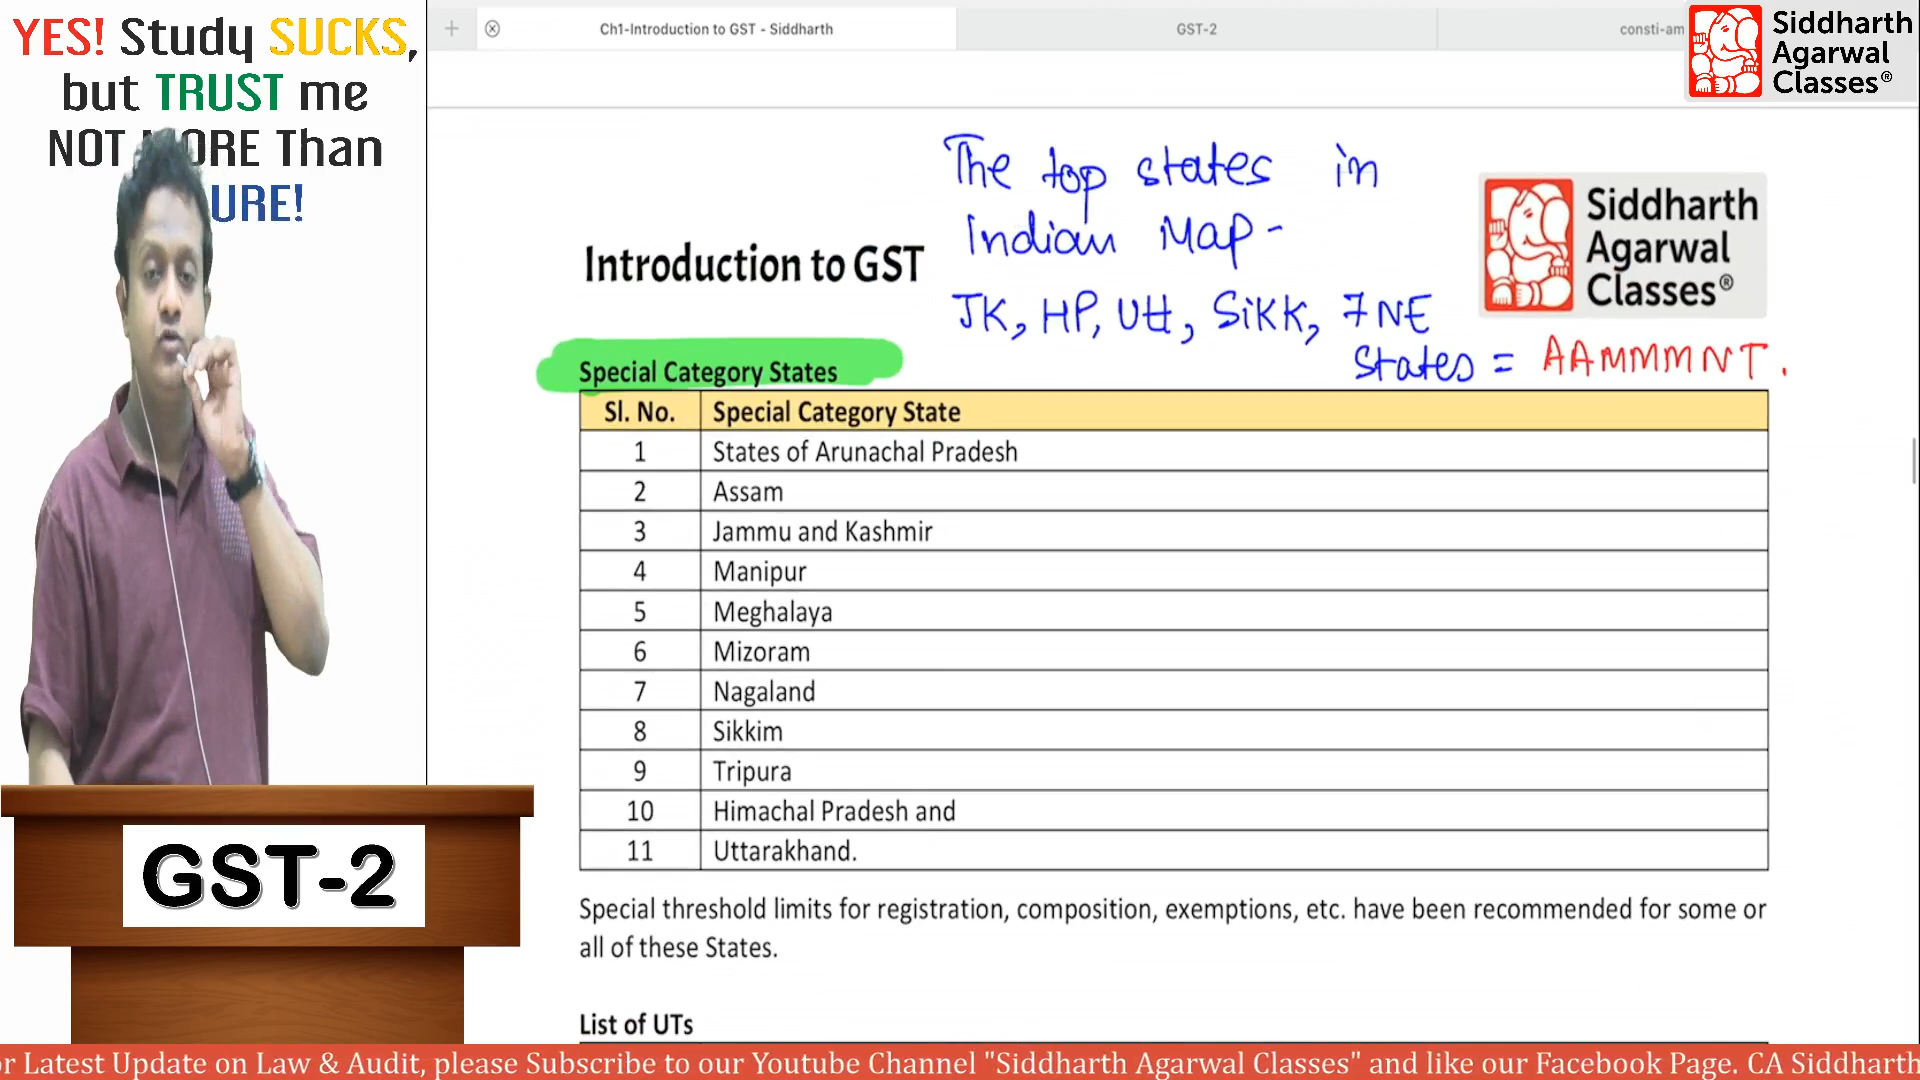 YES! Study SUCKS,
but TRUST me
NOT MORE Than
URE!
Ch1-Introduction to GST - Siddharth
GST-2
consti-am
Siddharth
Agarwal
Classes®
The top states in
Indian Map -
JK, HP, Utt, SiKK, 7 NE
States = AAMMMNT.
Introduction to GST
Siddharth
Agarwal
Classes®
Special Category States
Sl. No. Special Category State
1 States of Arunachal Pradesh
2 Assam
3 Jammu and Kashmir
4 Manipur
5 Meghalaya
6 Mizoram
7 Nagaland
8 Sikkim
9 Tripura
10 Himachal Pradesh and
11 Uttarakhand.
Special threshold limits for registration, composition, exemptions, etc. have been recommended for some or
all of these States.
List of UTs
GST-2
or Latest Update on Law & Audit, please Subscribe to our Youtube Channel "Siddharth Agarwal Classes" and like our Facebook Page. CA Siddharth